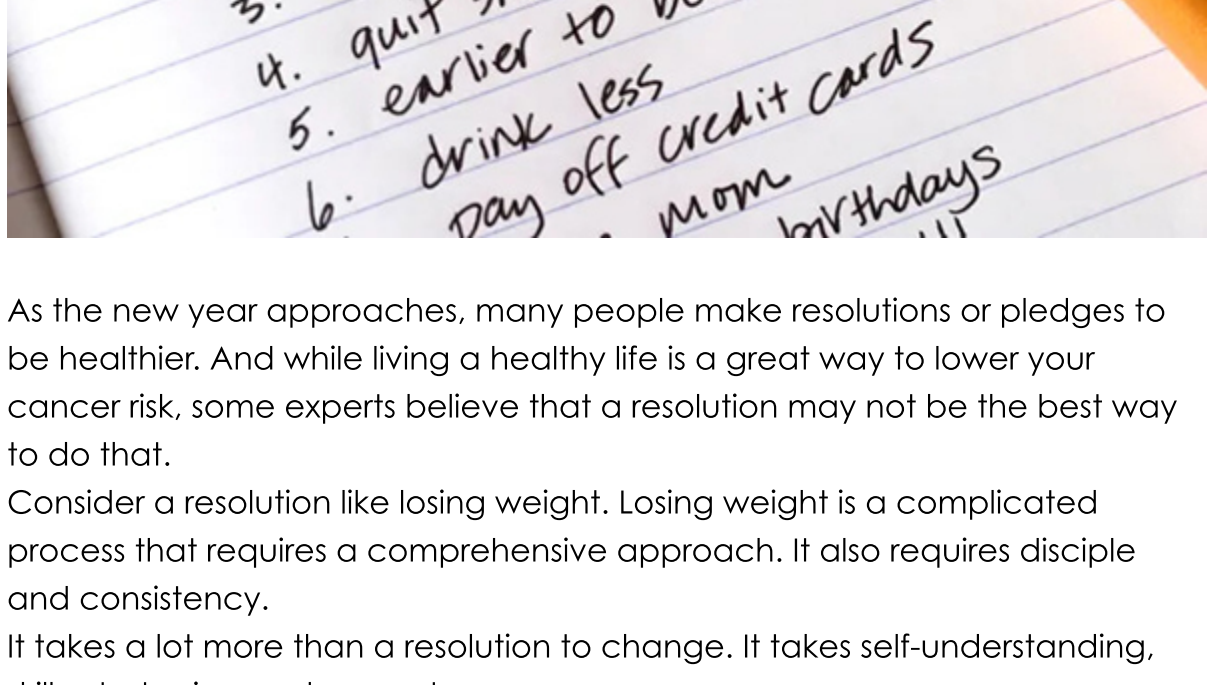 3.
4. quit
5. earlier to
6. drink less
pay off credit cards
mom
birthdays
As the new year approaches, many people make resolutions or pledges to
be healthier. And while living a healthy life is a great way to lower your
cancer risk, some experts believe that a resolution may not be the best way
to do that.
Consider a resolution like losing weight. Losing weight is a complicated
process that requires a comprehensive approach. It also requires disciple
and consistency.
It takes a lot more than a resolution to change. It takes self-understanding,